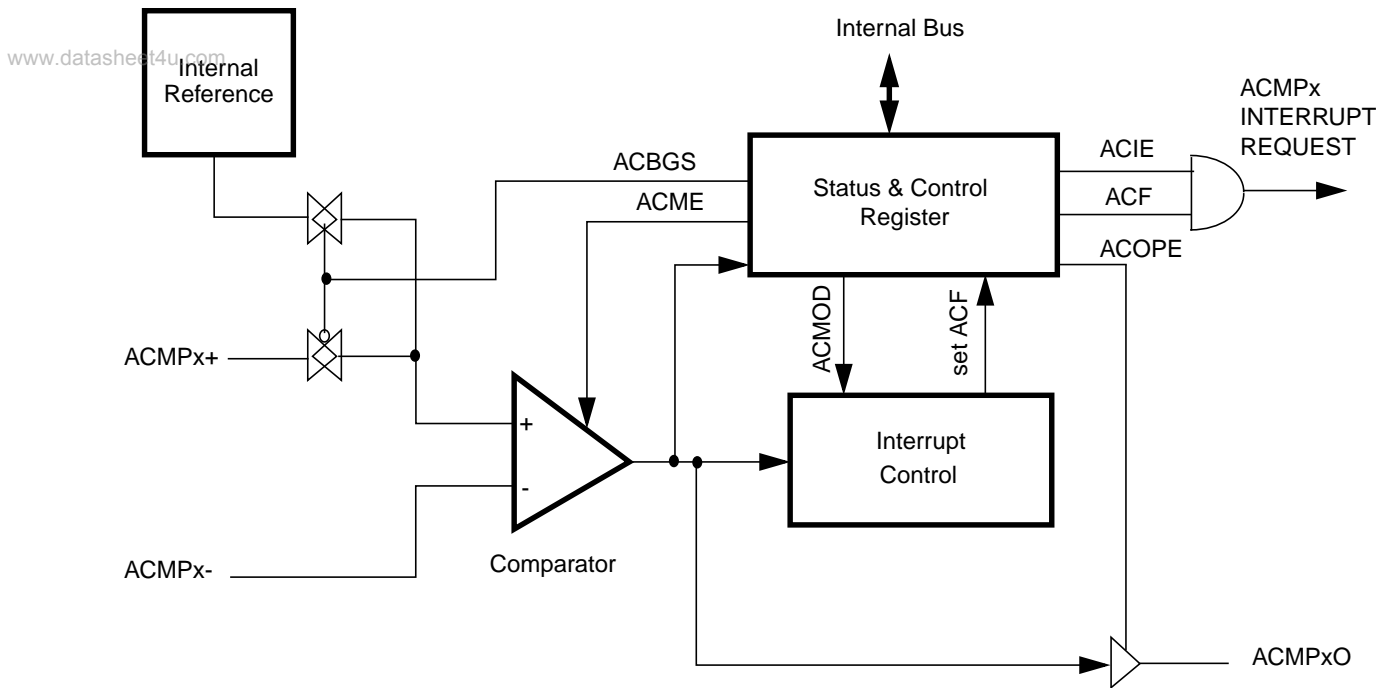 www.datasheet4u.com
Internal
Reference
Internal Bus
ACMPx
INTERRUPT
REQUEST
ACBGS
ACME
Status & Control
Register
ACIE
ACF
ACOPE
ACMOD
set ACF
ACMPx+
+
-
Comparator
Interrupt
Control
ACMPx-
ACMPxO